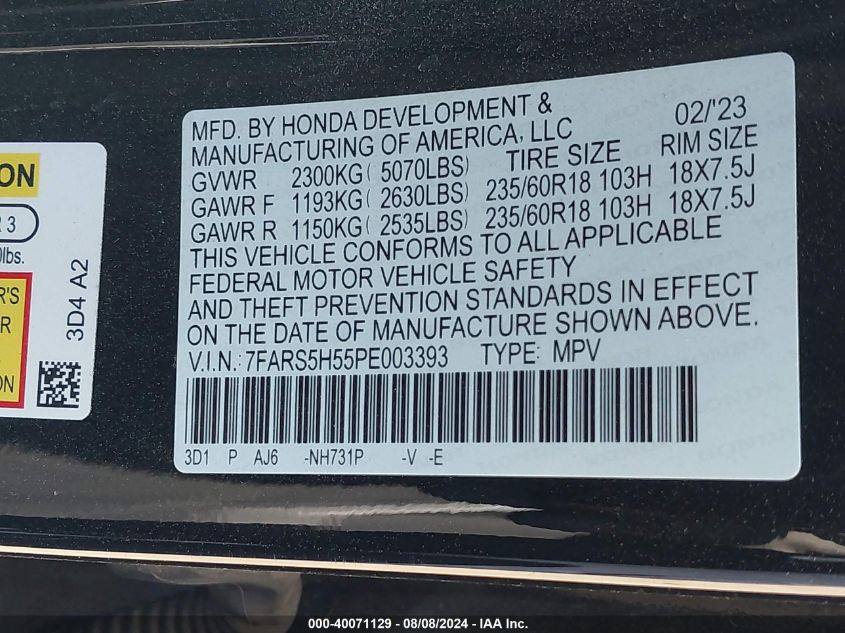 ON
R 3
lbs.
R'S
R
ON
3D4 A2
MFD. BY HONDA DEVELOPMENT & 02/'23
MANUFACTURING OF AMERICA, LLC TIRE SIZE RIM SIZE
GVWR 2300KG( 5070LBS)
GAWR F 1193KG( 2630LBS) 235/60R18 103H 18X7.5J
GAWR R 1150KG( 2535LBS) 235/60R18 103H 18X7.5J
THIS VEHICLE CONFORMS TO ALL APPLICABLE
FEDERAL MOTOR VEHICLE SAFETY
AND THEFT PREVENTION STANDARDS IN EFFECT
ON THE DATE OF MANUFACTURE SHOWN ABOVE.
V.I.N.: 7FARS5H55PE003393 TYPE: MPV
3D1 P AJ6 -NH731P -V -E
000-40071129 - 08/08/2024 - IAA Inc.